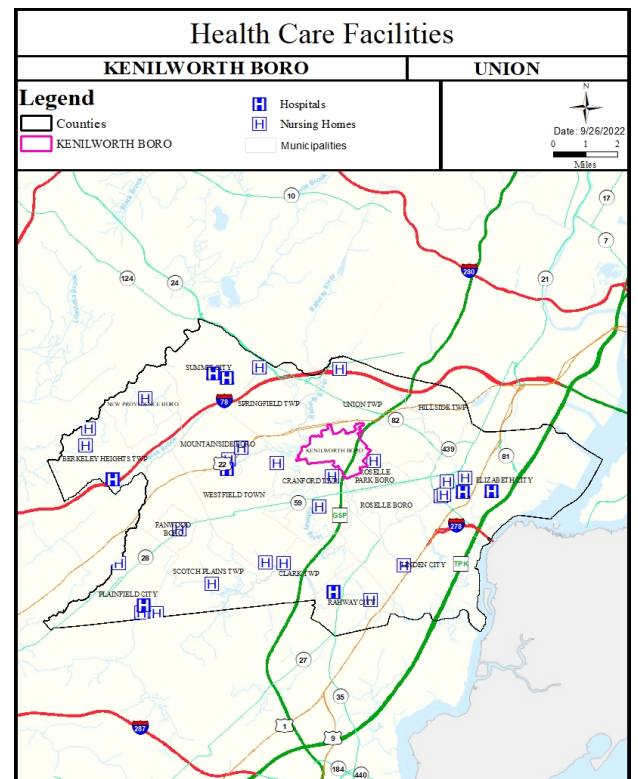 Health Care Facilities
KENILWORTH BORO
UNION
Legend
Counties
KENILWORTH BORO
H Hospitals
H Nursing Homes
Municipalities
N
Date: 9/26/2022
0 1 2
Miles
10
17
7
280
21
124
24
SUMMIT CITY
78
NEW PROVIDENCE BORO
SPRINGFIELD TWP
UNION TWP
HILLSIDE TWP
82
MOUNTAINSIDE BORO
KENILWORTH BORO
439
81
BERKELEY HEIGHTS TWP
22
CRANFORD TWP
ROSELLE
PARK BORO
ELIZABETH CITY
WESTFIELD TOWN
59
ROSELLE BORO
GSP
278
FANWOOD
BORO
28
SCOTCH PLAINS TWP
CLARK TWP
LINDEN CITY
TPK
PLAINFIELD CITY
RAHWAY CITY
27
35
287
1
9
184
440